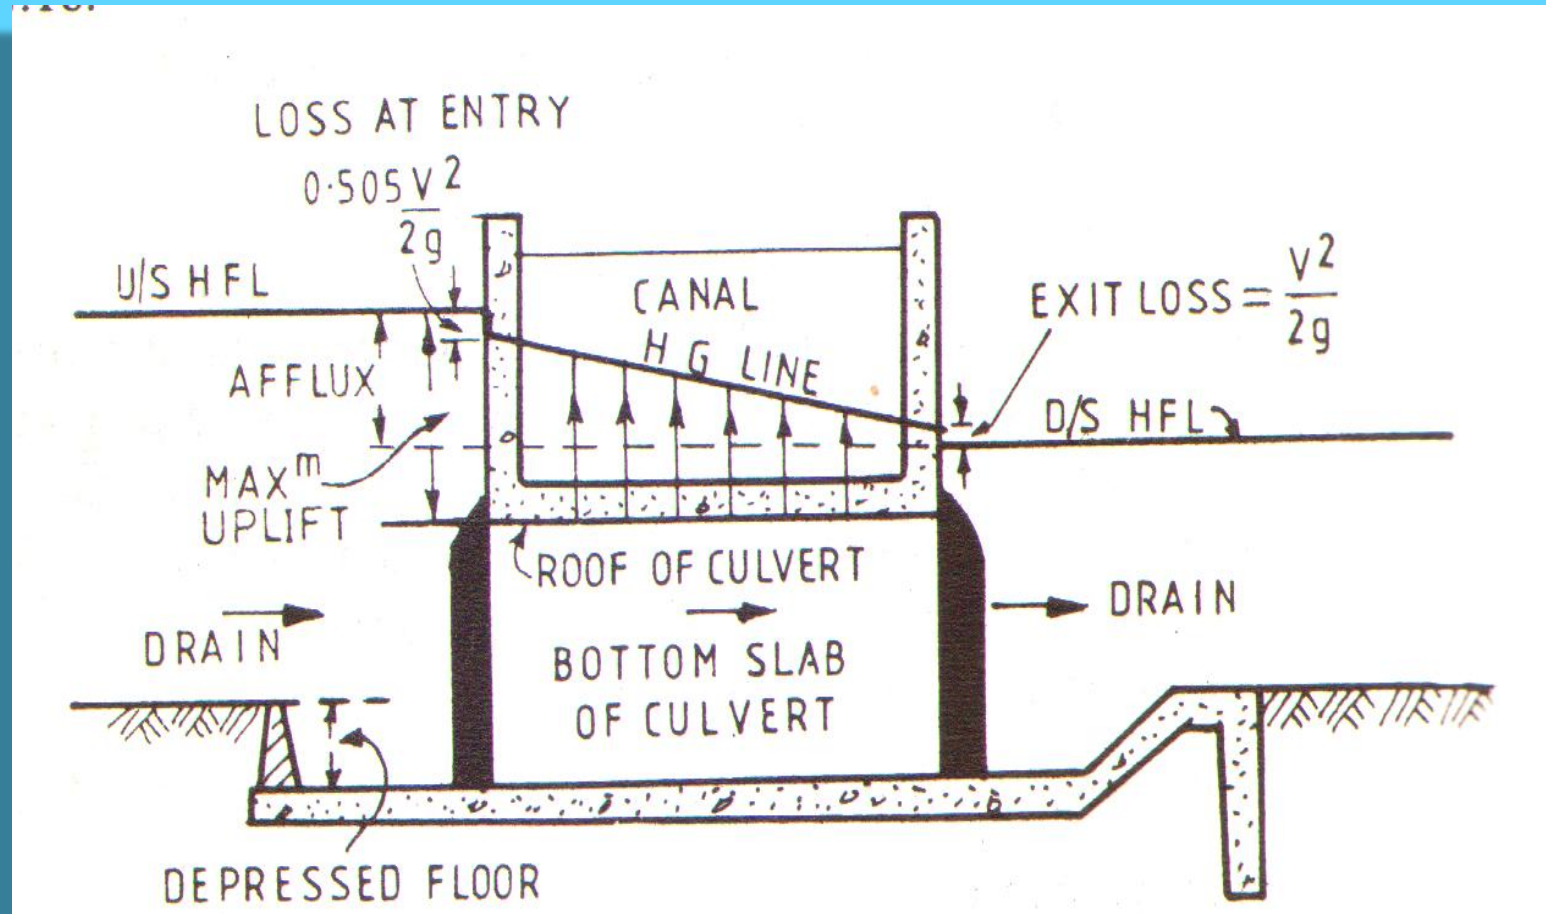 LOSS AT ENTRY
0.505 V²/2g
U/S HFL
CANAL
H G LINE
EXIT LOSS = V²/2g
AFFLUX
D/S HFL
MAXᵐ
UPLIFT
ROOF OF CULVERT
DRAIN
DRAIN
BOTTOM SLAB
OF CULVERT
DEPRESSED FLOOR